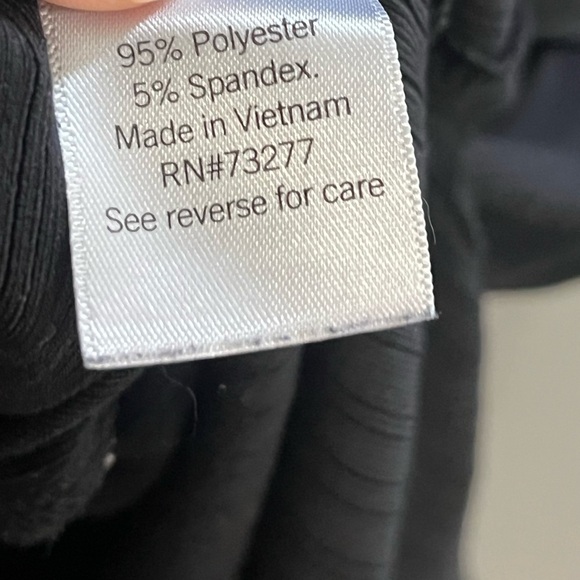 95% Polyester
5% Spandex.
Made in Vietnam
RN#73277
See reverse for care